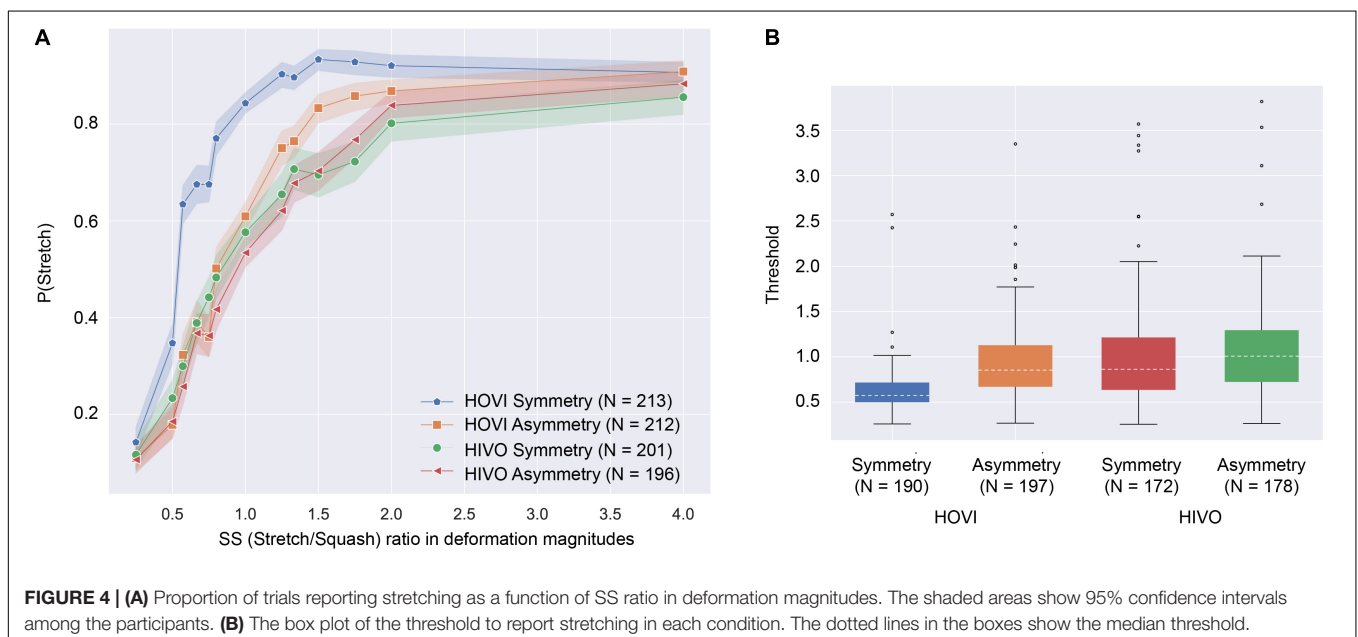 A
B
P(Stretch)
0.8
0.6
0.4
0.2
HOVI Symmetry (N = 213)
HOVI Asymmetry (N = 212)
HIVO Symmetry (N = 201)
HIVO Asymmetry (N = 196)
0.5 1.0 1.5 2.0 2.5 3.0 3.5 4.0
SS (Stretch/Squash) ratio in deformation magnitudes
Threshold
3.5
3.0
2.5
2.0
1.5
1.0
0.5
Symmetry Asymmetry Symmetry Asymmetry
(N = 190) (N = 197) (N = 172) (N = 178)
HOVI HIVO
FIGURE 4 | (A) Proportion of trials reporting stretching as a function of SS ratio in deformation magnitudes. The shaded areas show 95% confidence intervals
among the participants. (B) The box plot of the threshold to report stretching in each condition. The dotted lines in the boxes show the median threshold.